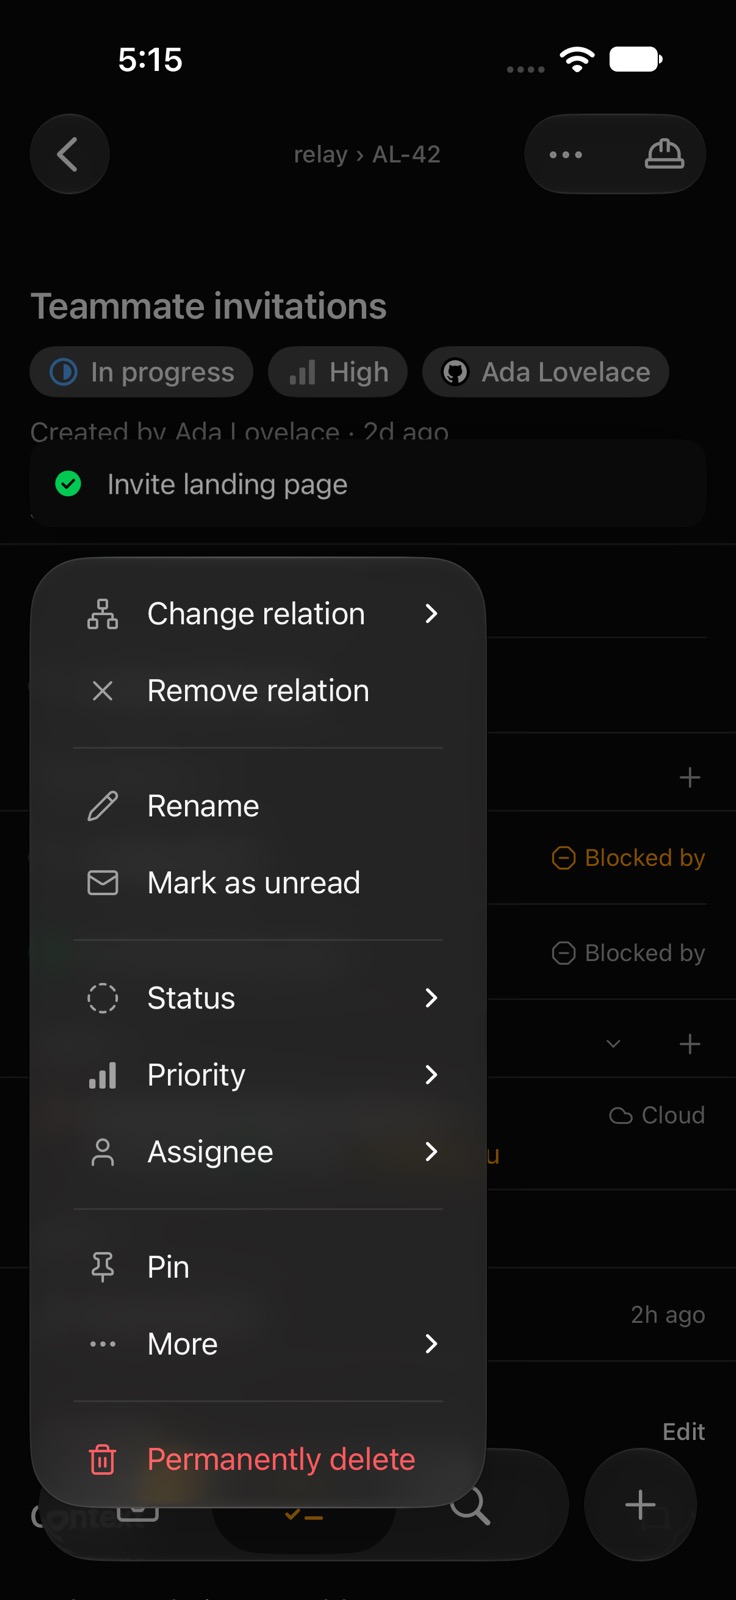 5:15
relay › AL-42
Teammate invitations
In progress
High
Ada Lovelace
Created by Ada Lovelace · 2d ago
Invite landing page
Change relation
Remove relation
Rename
Mark as unread
Blocked by
Blocked by
Status
Priority
Cloud
Assignee
Pin
2h ago
More
Edit
Permanently delete